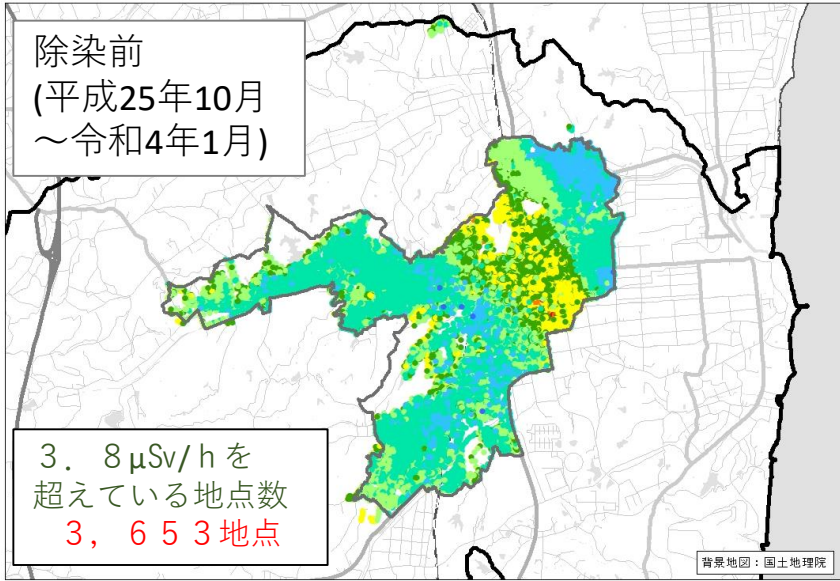 除染前
(平成25年10月
～令和4年1月)
３．８μSv/ｈを
超えている地点数
３，６５３地点
背景地図：国土地理院